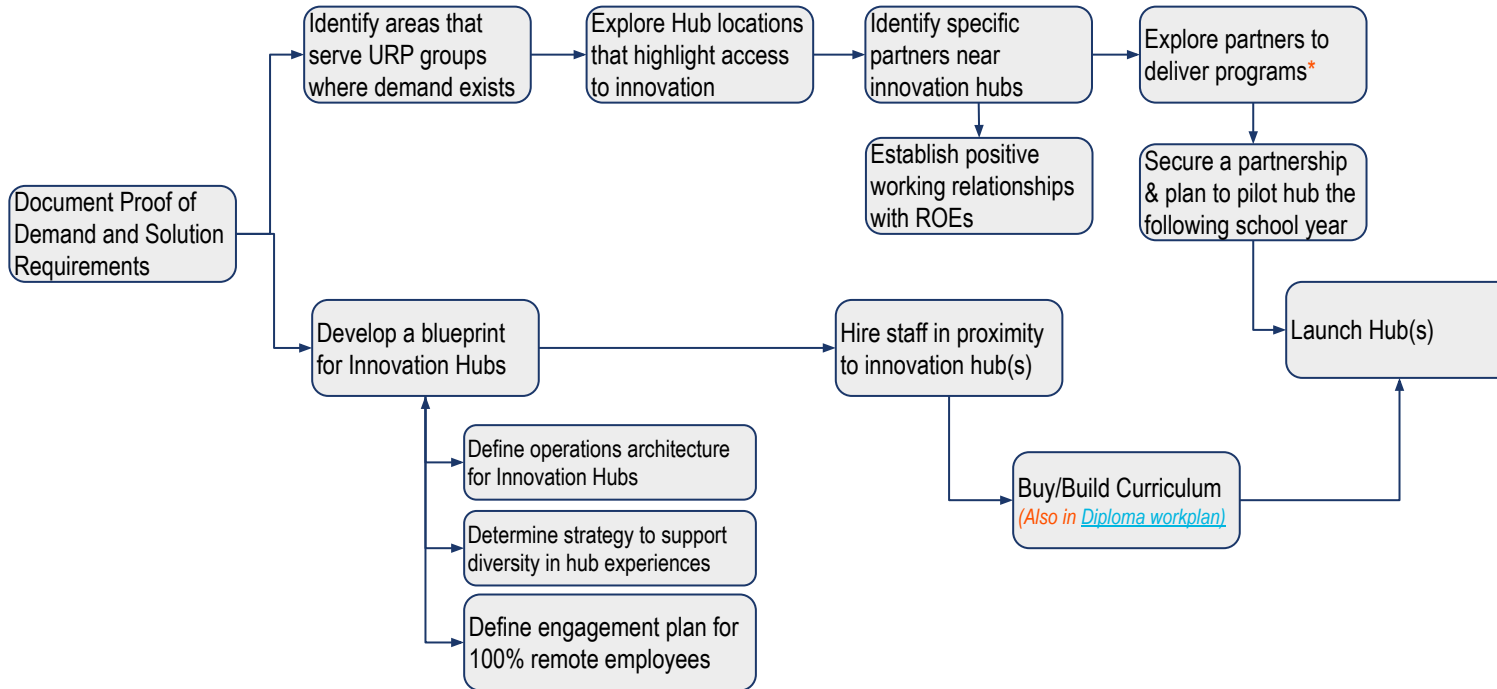 Identify areas that
serve URP groups
where demand exists
Explore Hub locations
that highlight access
to innovation
Identify specific
partners near
innovation hubs
Explore partners to
deliver programs*
Establish positive
working relationships
with ROEs
Secure a partnership
& plan to pilot hub the
following school year
Document Proof of
Demand and Solution
Requirements
Develop a blueprint
for Innovation Hubs
Hire staff in proximity
to innovation hub(s)
Launch Hub(s)
Define operations architecture
for Innovation Hubs
Buy/Build Curriculum
(Also in Diploma workplan)
Determine strategy to support
diversity in hub experiences
Define engagement plan for
100% remote employees